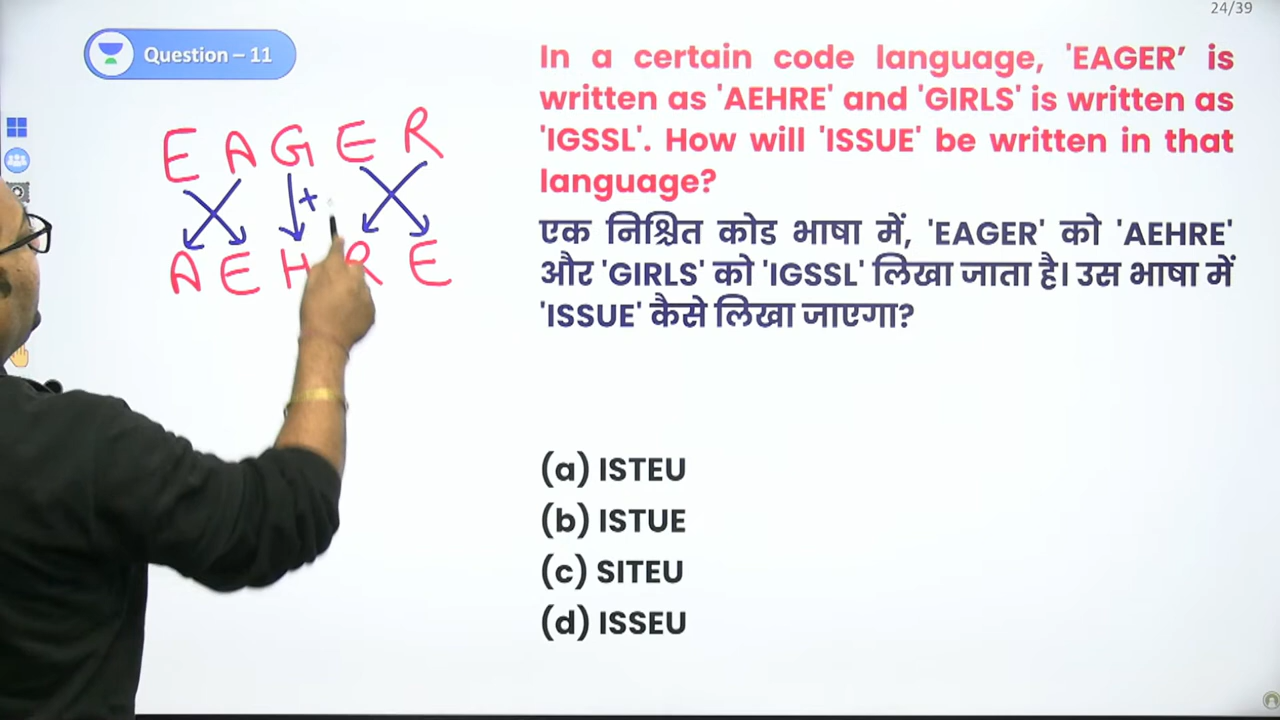 24/39
Question – 11
In a certain code language, 'EAGER’ is
written as 'AEHRE' and 'GIRLS' is written as
'IGSSL'. How will 'ISSUE' be written in that
language?
एक निश्चित कोड भाषा में, 'EAGER' को 'AEHRE'
और 'GIRLS' को 'IGSSL' लिखा जाता है। उस भाषा में
'ISSUE' कैसे लिखा जाएगा?
E A G E R
+
A E H R E
(a) ISTEU
(b) ISTUE
(c) SITEU
(d) ISSEU